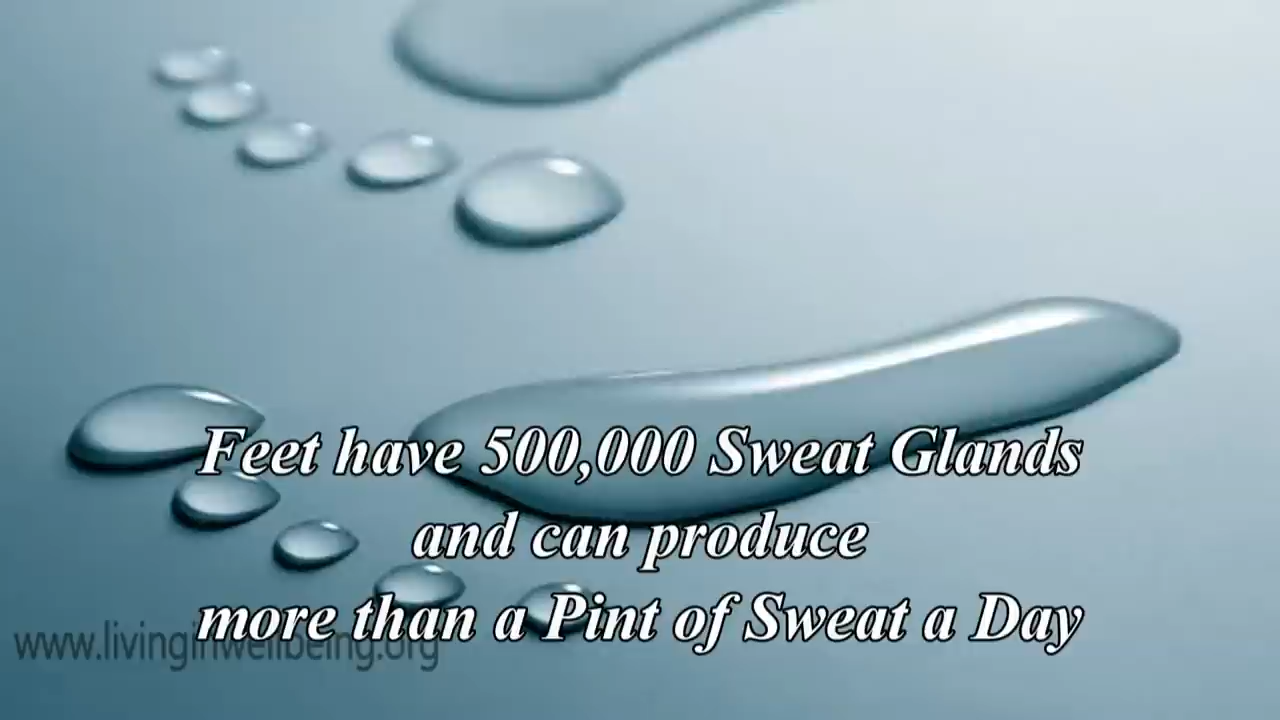 Feet have 500,000 Sweat Glands
and can produce
more than a Pint of Sweat a Day
www.livinginwellbeing.org